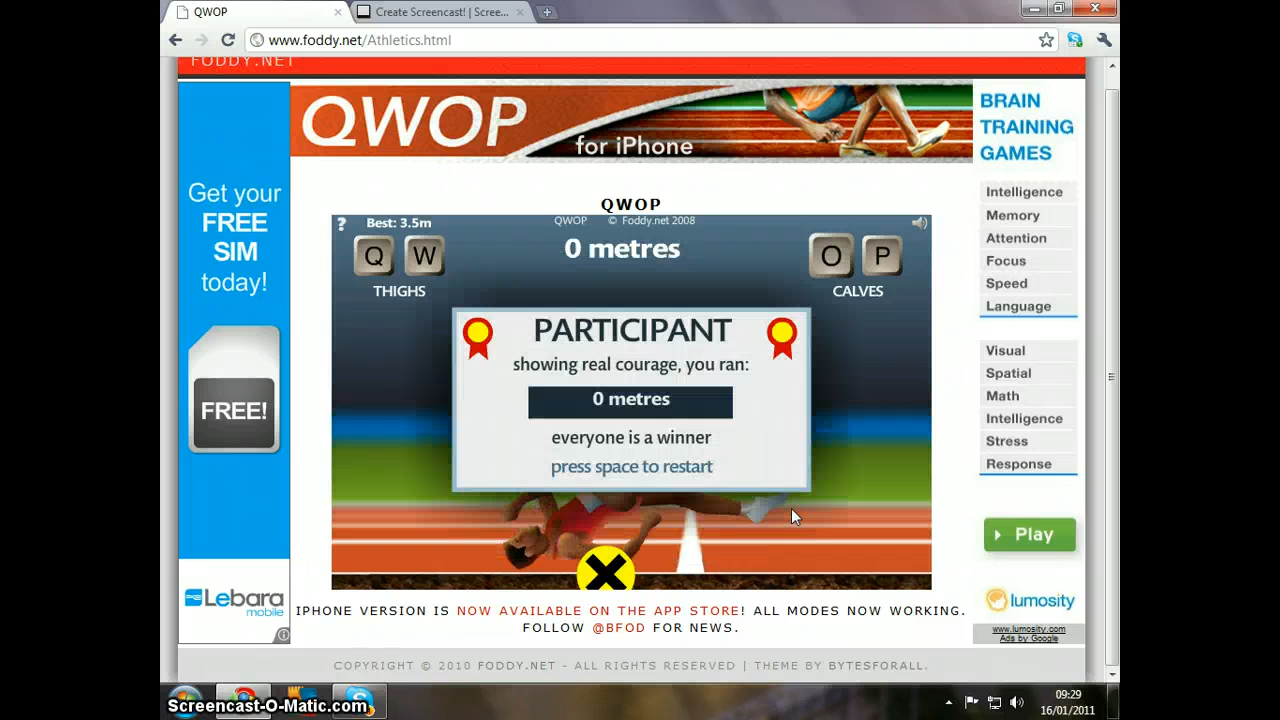 QWOP
Create Screencast! | Scree...
www.foddy.net/Athletics.html
FODDY.NET
QWOP
for iPhone
BRAIN
TRAINING
GAMES
Get your
FREE
SIM
today!
FREE!
Lebara
mobile
QWOP
? Best: 3.5m
QWOP © Foddy.net 2008
0 metres
Q W
THIGHS
O P
CALVES
PARTICIPANT
showing real courage, you ran:
0 metres
everyone is a winner
press space to restart
Intelligence
Memory
Attention
Focus
Speed
Language
Visual
Spatial
Math
Intelligence
Stress
Response
Play
lumosity
www.lumosity.com
Ads by Google
IPHONE VERSION IS NOW AVAILABLE ON THE APP STORE! ALL MODES NOW WORKING.
FOLLOW @BFOD FOR NEWS.
COPYRIGHT © 2010 FODDY.NET - ALL RIGHTS RESERVED | THEME BY BYTESFORALL.
Screencast-O-Matic.com
09:29
16/01/2011